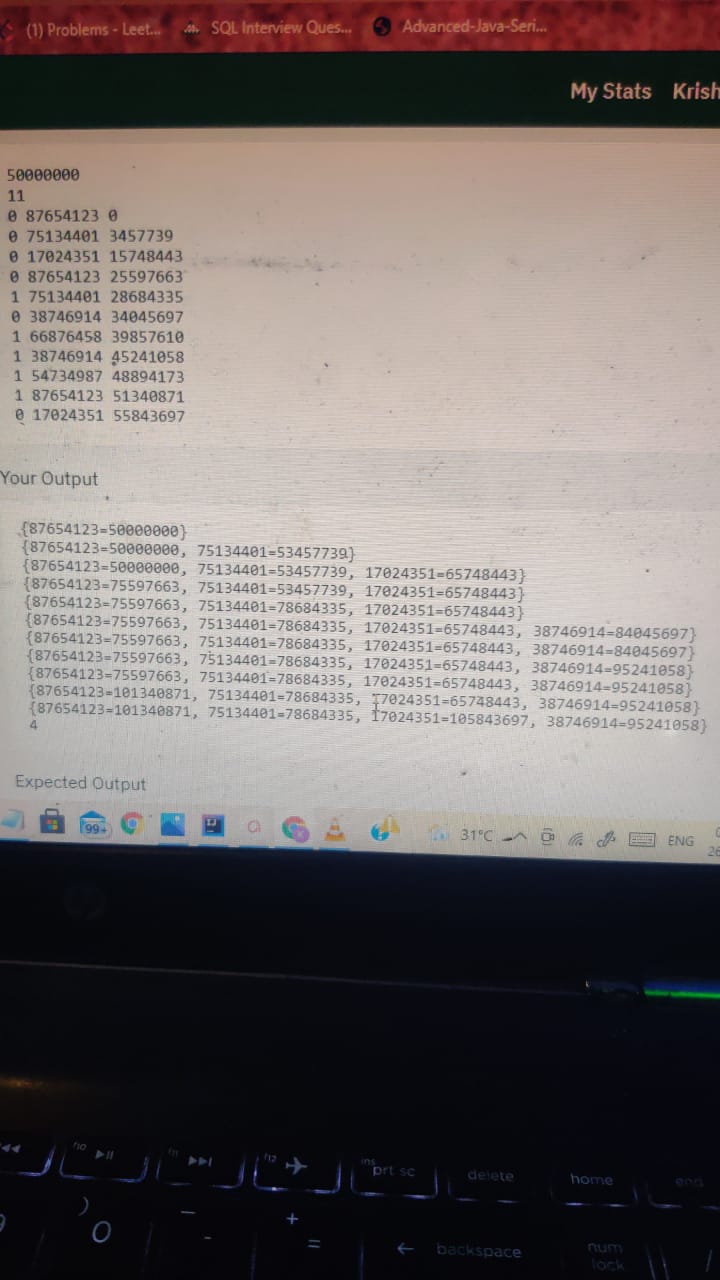 (1) Problems - Leet...
SQL Interview Ques...
Advanced-Java-Seri...
My Stats
Krish
50000000
11
0 87654123 0
0 75134401 3457739
0 17024351 15748443
0 87654123 25597663
1 75134401 28684335
0 38746914 34045697
1 66876458 39857610
1 38746914 45241058
1 54734987 48894173
1 87654123 51340871
0 17024351 55843697
Your Output
{87654123=50000000}
{87654123=50000000, 75134401=53457739}
{87654123=50000000, 75134401=53457739, 17024351=65748443}
{87654123=75597663, 75134401=53457739, 17024351=65748443}
{87654123=75597663, 75134401=78684335, 17024351=65748443}
{87654123=75597663, 75134401=78684335, 17024351=65748443, 38746914=84045697}
{87654123=75597663, 75134401=78684335, 17024351=65748443, 38746914=84045697}
{87654123=75597663, 75134401=78684335, 17024351=65748443, 38746914=95241058}
{87654123=75597663, 75134401=78684335, 17024351=65748443, 38746914=95241058}
{87654123=101340871, 75134401=78684335, 17024351=65748443, 38746914=95241058}
{87654123=101340871, 75134401=78684335, 17024351=105843697, 38746914=95241058}
4
Expected Output
99+
31°C
ENG
26
f10
f11
f12
ins
prt sc
delete
home
end
)
0
-
+
=
← backspace
num
lock